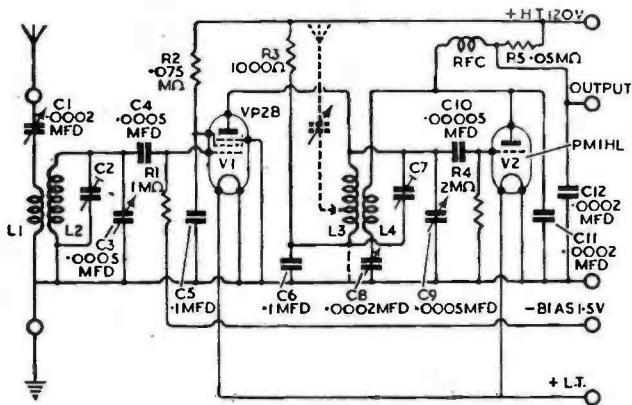 +HT120V
R2
.075
MΩ
R3
1000Ω
RFC
R5 .05MΩ
OUTPUT
C1
.0002
MFD
C4
.0005
MFD
VP2B
C10
.00005
MFD
PM1HL
R1
1MΩ
V1
C7
R4
2MΩ
V2
C2
C12
.0002
MFD
L1
L2
L3
L4
C3
.0005
MFD
C11
.0002
MFD
C5
.1MFD
C6
.1MFD
C8
.0002MFD
C9
.0005MFD
-BIAS1.5V
+L.T.